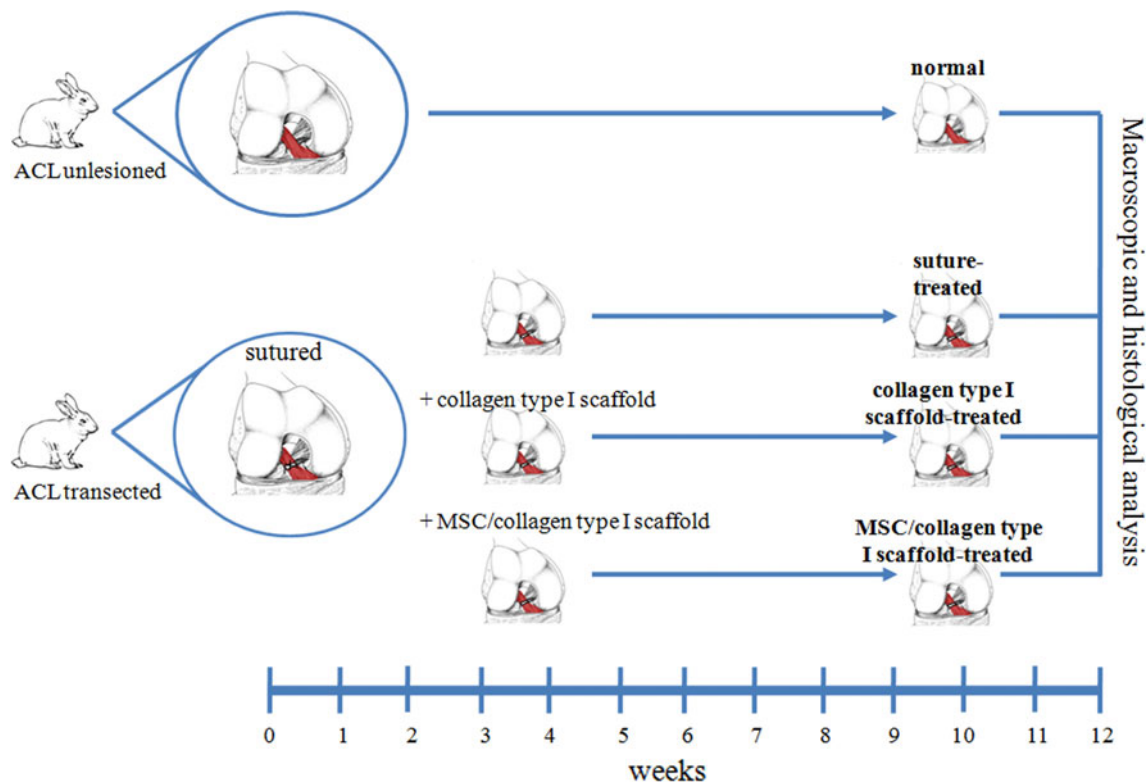 normal
ACL unlesioned
suture-
treated
sutured
+ collagen type I scaffold
collagen type I
scaffold-treated
ACL transected
+ MSC/collagen type I scaffold
MSC/collagen type
I scaffold-treated
Macroscopic and histological analysis
0 1 2 3 4 5 6 7 8 9 10 11 12
weeks